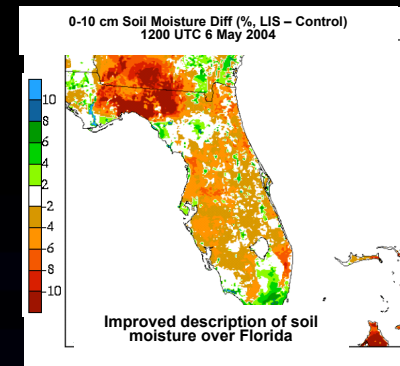 0-10 cm Soil Moisture Diff (%, LIS – Control)
1200 UTC 6 May 2004
10
8
6
4
2
-2
-4
-6
-8
-10
Improved description of soil
moisture over Florida